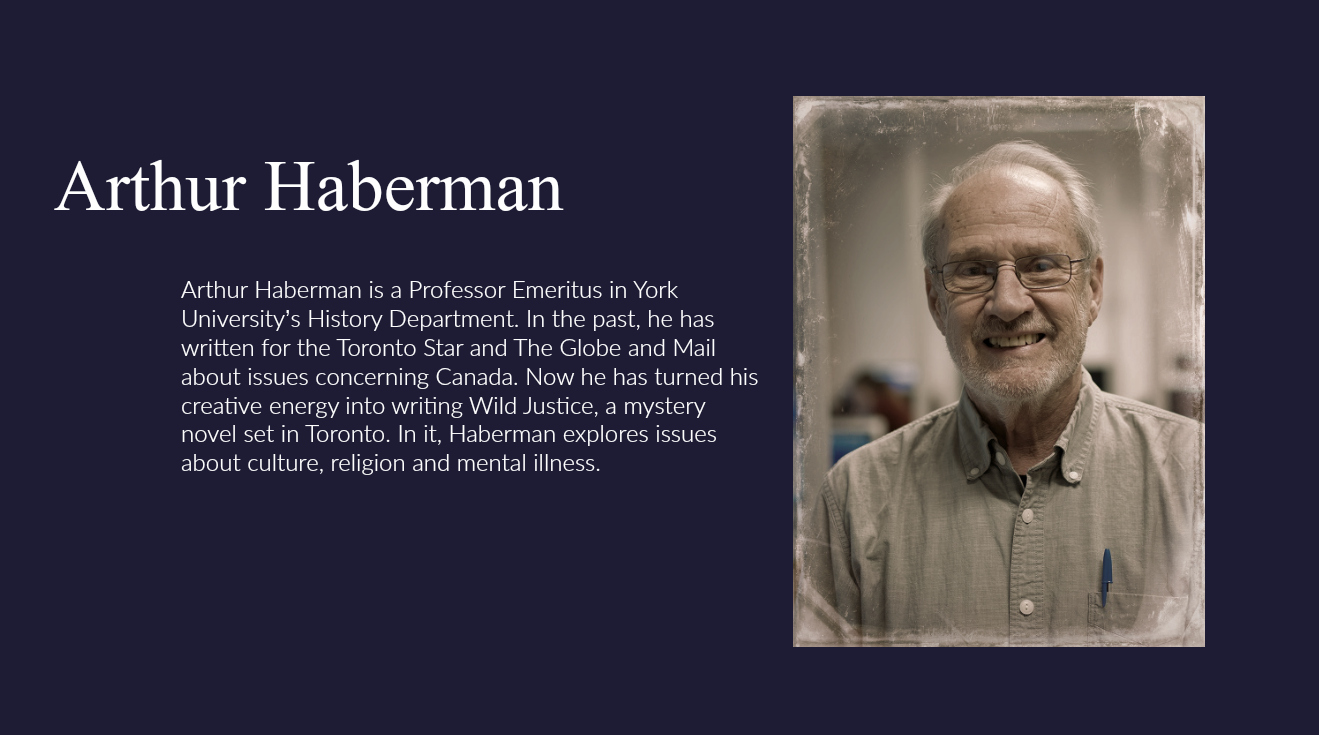 Arthur Haberman
Arthur Haberman is a Professor Emeritus in York
University’s History Department. In the past, he has
written for the Toronto Star and The Globe and Mail
about issues concerning Canada. Now he has turned his
creative energy into writing Wild Justice, a mystery
novel set in Toronto. In it, Haberman explores issues
about culture, religion and mental illness.